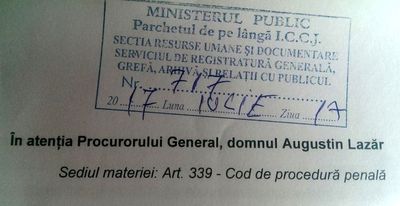 MINISTERUL PUBLIC
Parchetul de pe lângă I.C.C.J.
SECȚIA RESURSE UMANE ȘI DOCUMENTARE
SERVICIUL DE REGISTRATURĂ GENERALĂ,
GREFĂ, ARHIVĂ ȘI RELAȚII CU PUBLICUL
Nr. 717
20 17 Luna IULIE Ziua
În atenția Procurorului General, domnul Augustin Lazăr
Sediul materiei: Art. 339 - Cod de procedură penală